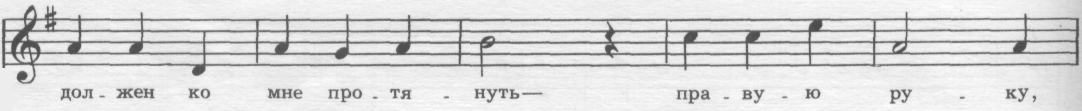 дол - жен ко мне про - тя - нуть— пра - ву - ю ру - ку,